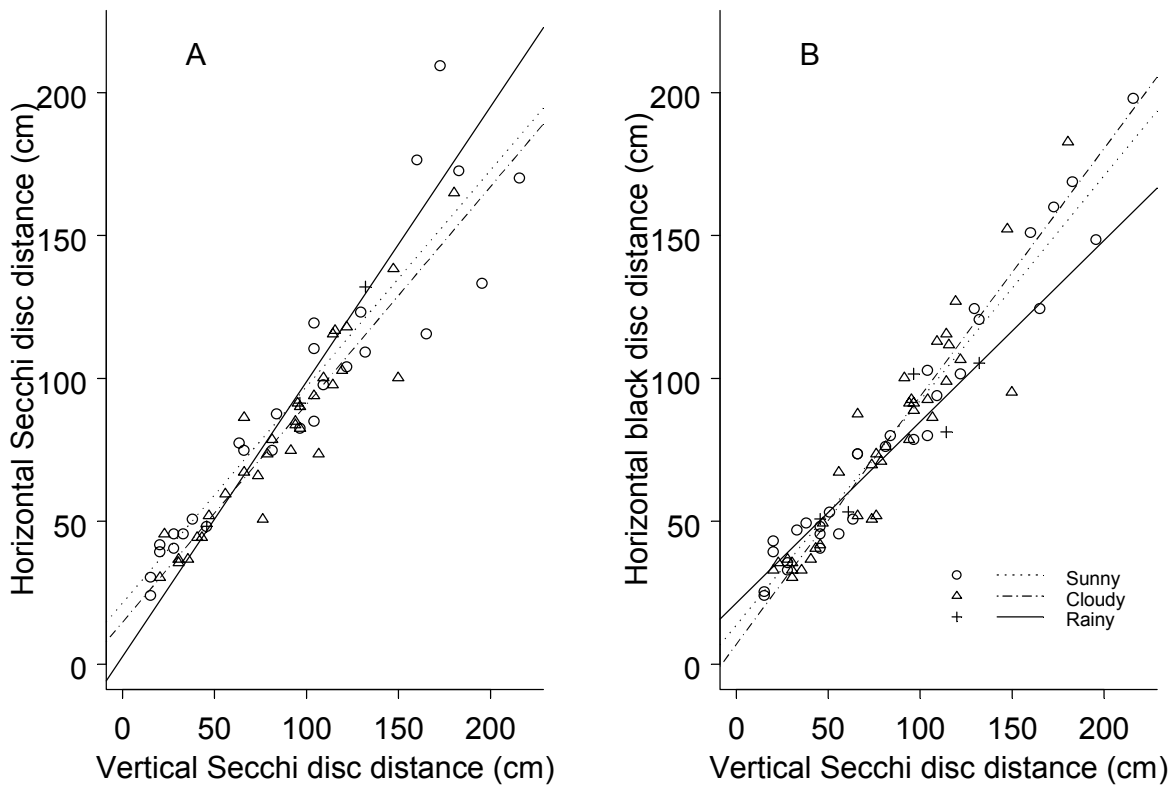 A
Horizontal Secchi disc distance (cm)
200
150
100
50
0
0 50 100 150 200
Vertical Secchi disc distance (cm)
B
Horizontal black disc distance (cm)
200
150
100
50
0
Sunny
Cloudy
Rainy
0 50 100 150 200
Vertical Secchi disc distance (cm)